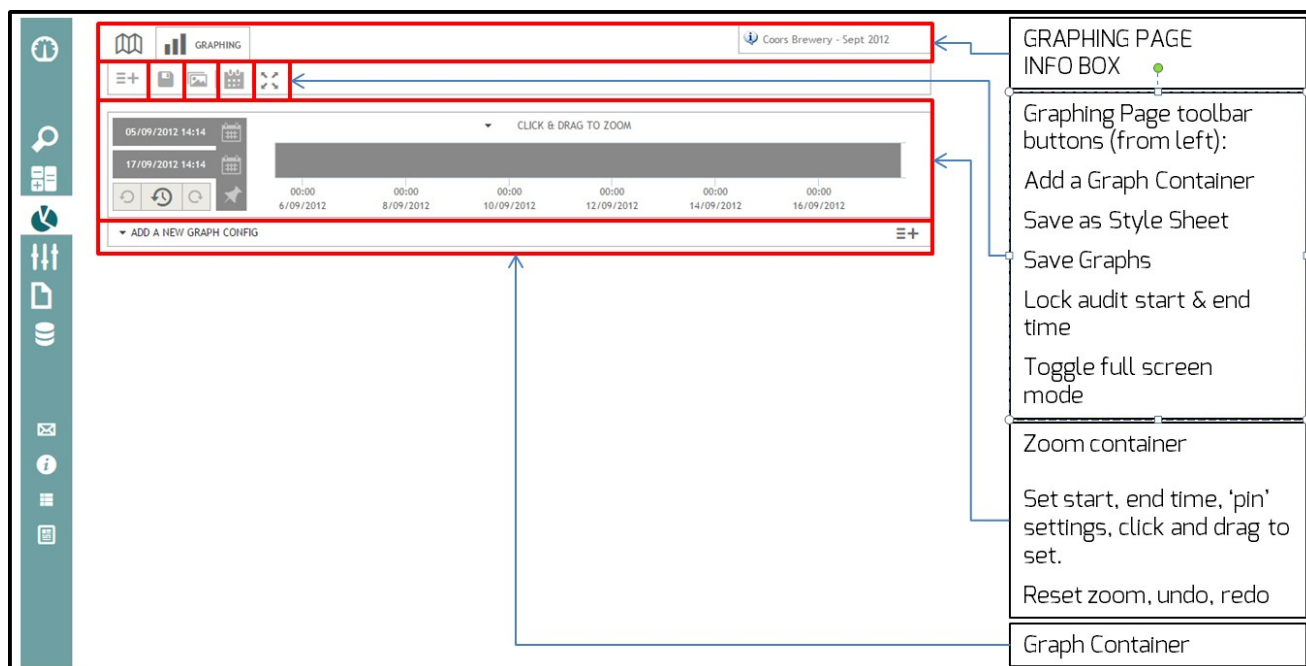 GRAPHING
Coors Brewery - Sept 2012
05/09/2012 14:14
17/09/2012 14:14
CLICK & DRAG TO ZOOM
00:00 00:00 00:00 00:00 00:00 00:00
6/09/2012 8/09/2012 10/09/2012 12/09/2012 14/09/2012 16/09/2012
ADD A NEW GRAPH CONFIG
GRAPHING PAGE
INFO BOX
Graphing Page toolbar
buttons (from left):
Add a Graph Container
Save as Style Sheet
Save Graphs
Lock audit start & end
time
Toggle full screen
mode
Zoom container
Set start, end time, ‘pin’
settings, click and drag to
set.
Reset zoom, undo, redo
Graph Container